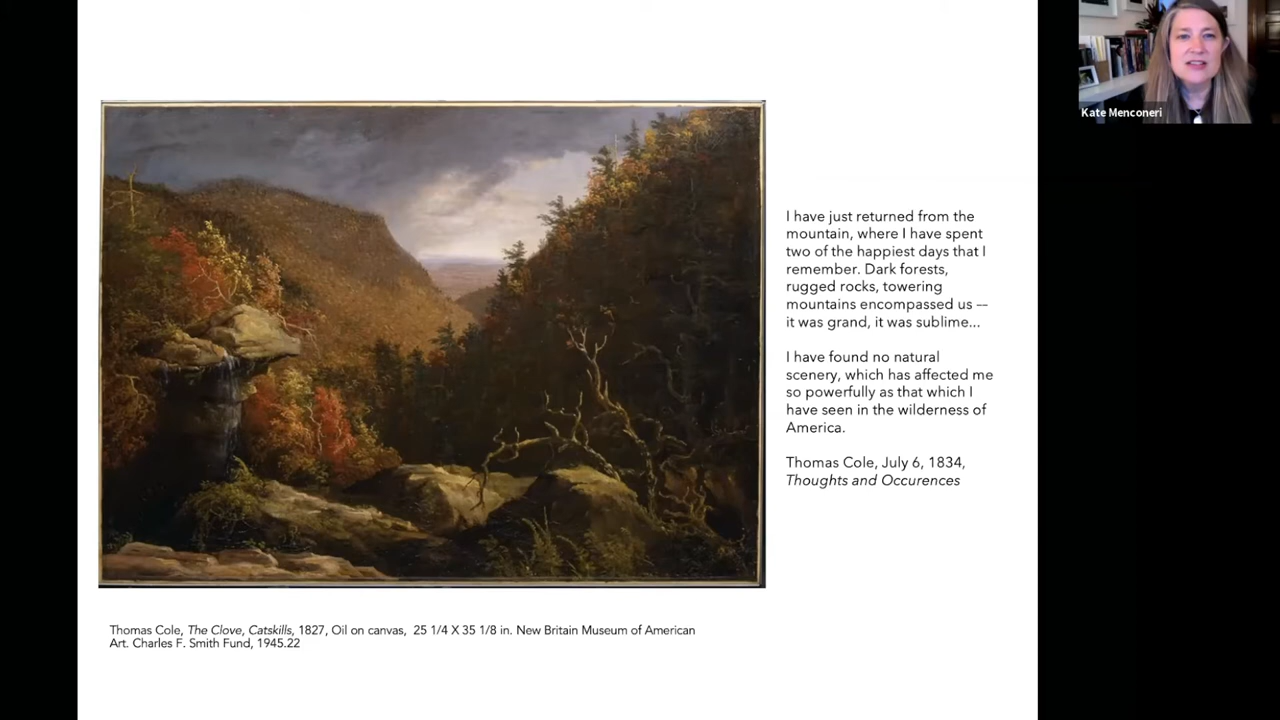 Kate Menconeri
I have just returned from the
mountain, where I have spent
two of the happiest days that I
remember. Dark forests,
rugged rocks, towering
mountains encompassed us --
it was grand, it was sublime...
I have found no natural
scenery, which has affected me
so powerfully as that which I
have seen in the wilderness of
America.
Thomas Cole, July 6, 1834,
Thoughts and Occurences
Thomas Cole, The Clove, Catskills, 1827, Oil on canvas, 25 1/4 X 35 1/8 in. New Britain Museum of American
Art. Charles F. Smith Fund, 1945.22